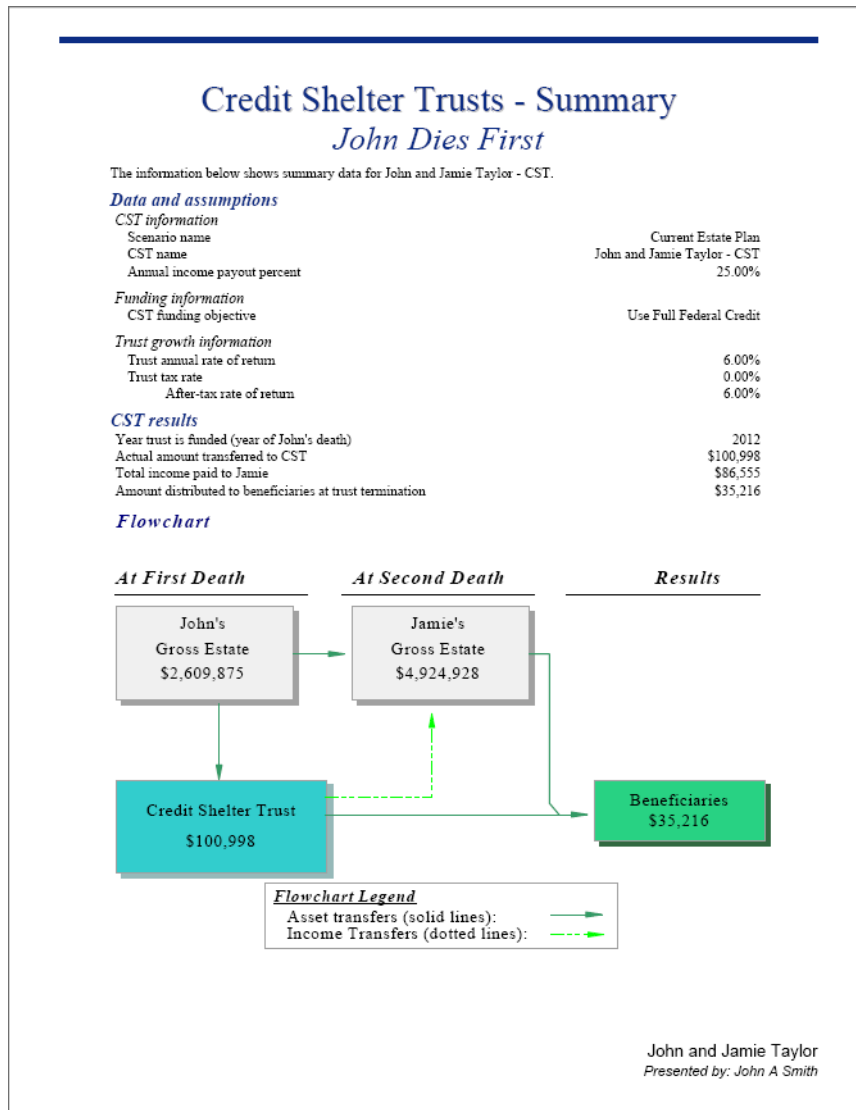 Credit Shelter Trusts - Summary
John Dies First
The information below shows summary data for John and Jamie Taylor - CST.
Data and assumptions
CST information
Scenario name Current Estate Plan
CST name John and Jamie Taylor - CST
Annual income payout percent 25.00%
Funding information
CST funding objective Use Full Federal Credit
Trust growth information
Trust annual rate of return 6.00%
Trust tax rate 0.00%
After-tax rate of return 6.00%
CST results
Year trust is funded (year of John's death) 2012
Actual amount transferred to CST $100,998
Total income paid to Jamie $86,555
Amount distributed to beneficiaries at trust termination $35,216
Flowchart
At First Death At Second Death Results
John's
Gross Estate
$2,609,875
Jamie's
Gross Estate
$4,924,928
Credit Shelter Trust
$100,998
Beneficiaries
$35,216
Flowchart Legend
Asset transfers (solid lines):
Income Transfers (dotted lines):
John and Jamie Taylor
Presented by: John A Smith